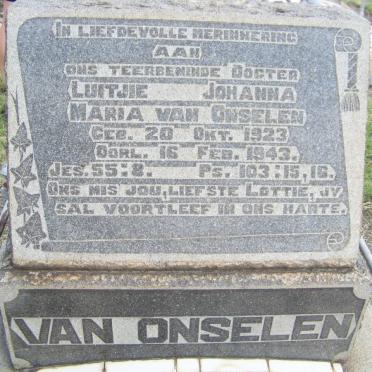 IN LIEFDEVOLLE HERINNERING
AAN
ONS TEERBEMINDE DOGTER
LUITJIE JOHANNA
MARIA VAN ONSELEN
GEB. 20 OKT. 1923
OORL. 16 FEB. 1943.
JES. 55:8. PS. 103:15,16.
ONS MIS JOU, LIEFSTE LOTTIE, JY
SAL VOORTLEEF IN ONS HARTE.
VAN ONSELEN